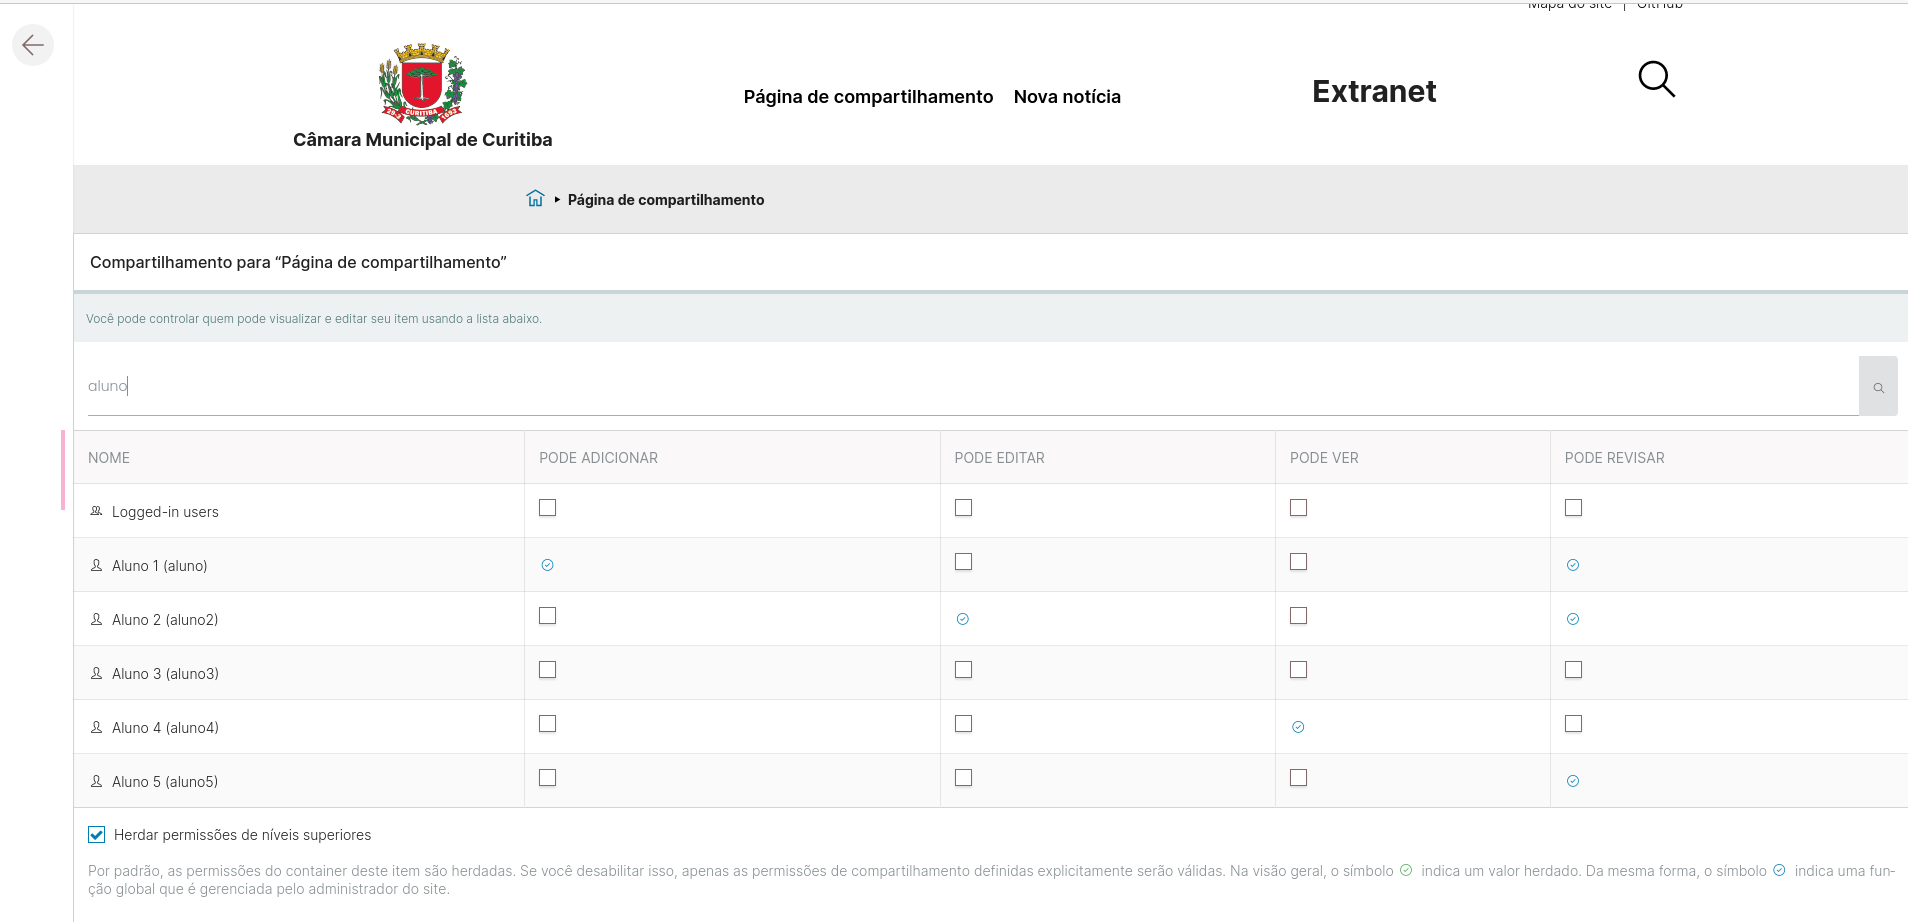 Mapa do site | GitHub
CURITIBA
Câmara Municipal de Curitiba
Página de compartilhamento Nova notícia
Extranet
Página de compartilhamento
Compartilhamento para “Página de compartilhamento”
Você pode controlar quem pode visualizar e editar seu item usando a lista abaixo.
aluno
NOME PODE ADICIONAR PODE EDITAR PODE VER PODE REVISAR
Logged-in users
Aluno 1 (aluno)
Aluno 2 (aluno2)
Aluno 3 (aluno3)
Aluno 4 (aluno4)
Aluno 5 (aluno5)
Herdar permissões de níveis superiores
Por padrão, as permissões do container deste item são herdadas. Se você desabilitar isso, apenas as permissões de compartilhamento definidas explicitamente serão válidas. Na visão geral, o símbolo indica um valor herdado. Da mesma forma, o símbolo indica uma fun-
ção global que é gerenciada pelo administrador do site.